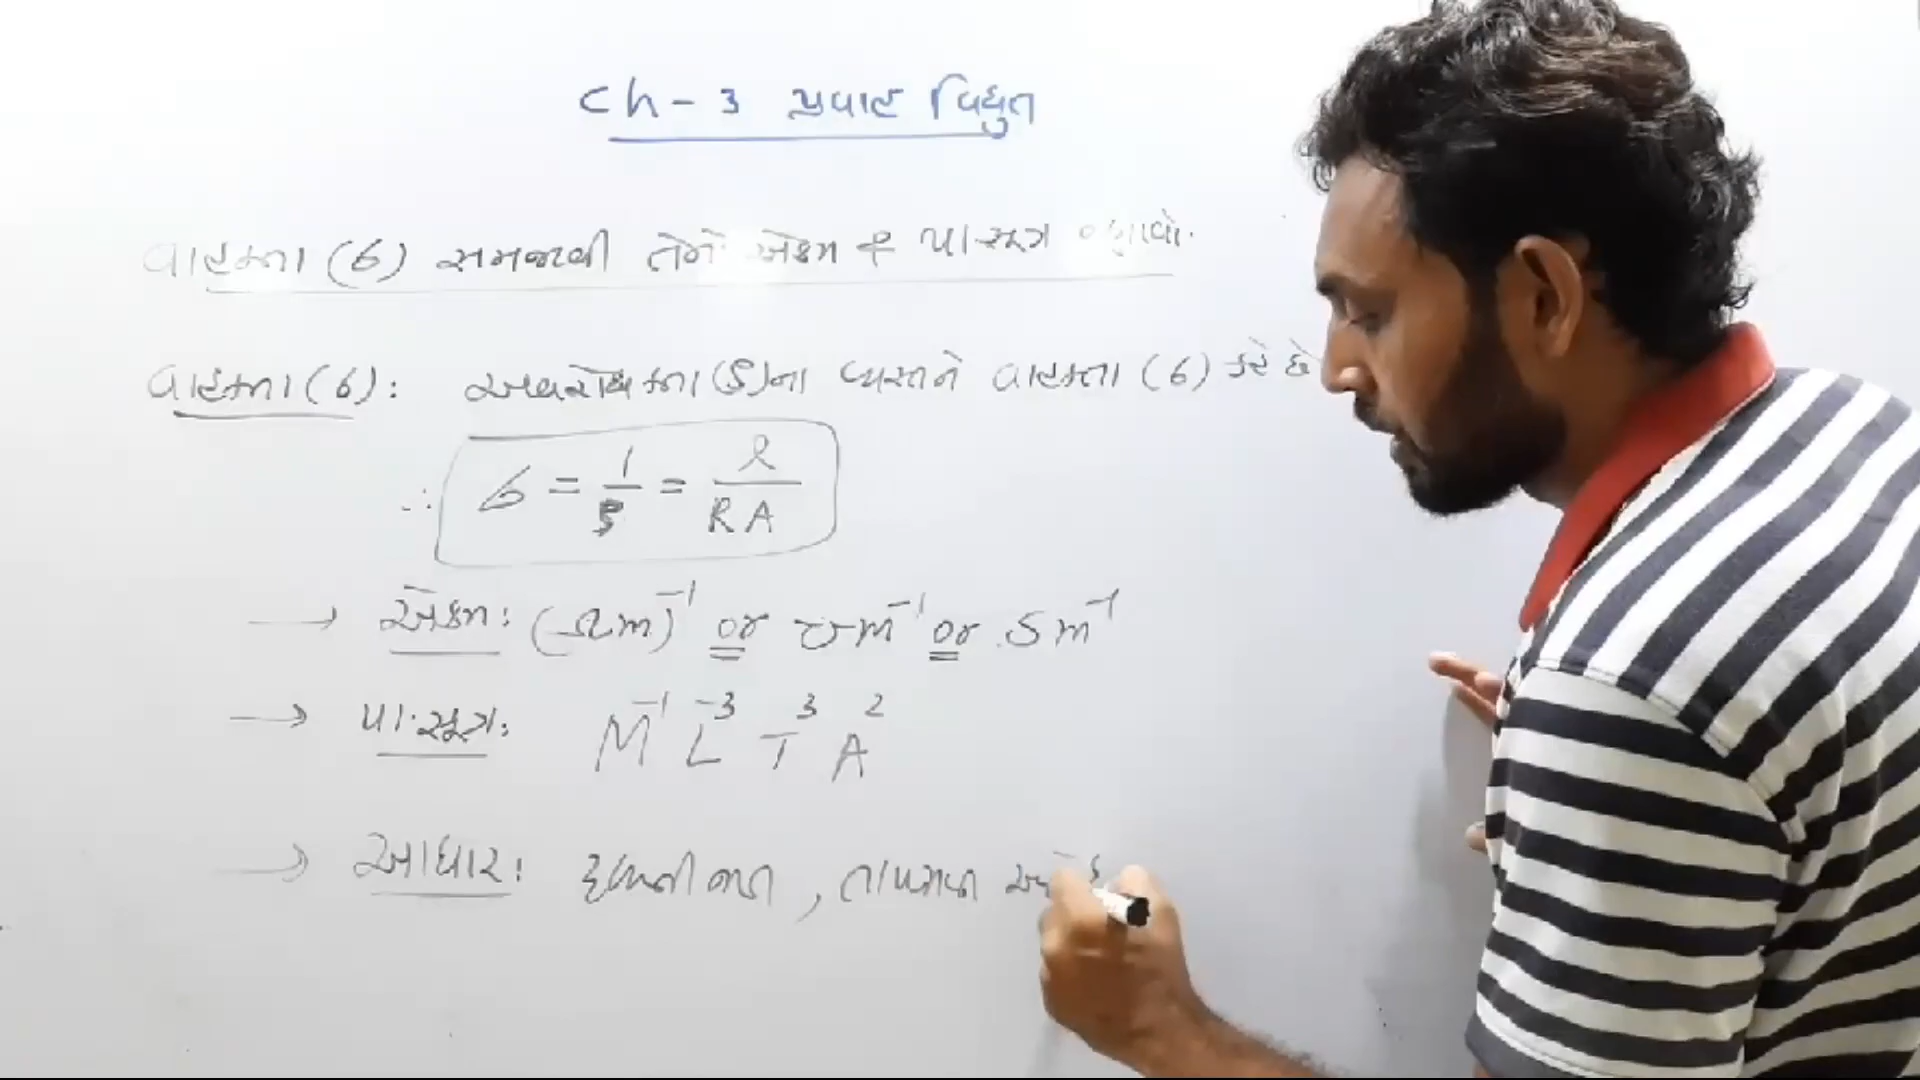 Ch - 3 પ્રવાહ વિદ્યુત
વાહકતા (σ) સમજાવી તેનો એકમ & પા.સૂત્ર જણાવો.
વાહકતા (σ) : અવરોધકતા (ρ)ના વ્યસ્તને વાહકતા (σ) કહે છે
∴ σ = 1/ρ = l/RA
→ એકમ : (Ωm)⁻¹ or ℧m⁻¹ or Sm⁻¹
→ પા.સૂત્ર : M⁻¹ L⁻³ T³ A²
→ આધાર : દ્રવ્યની જાત , તાપમાન